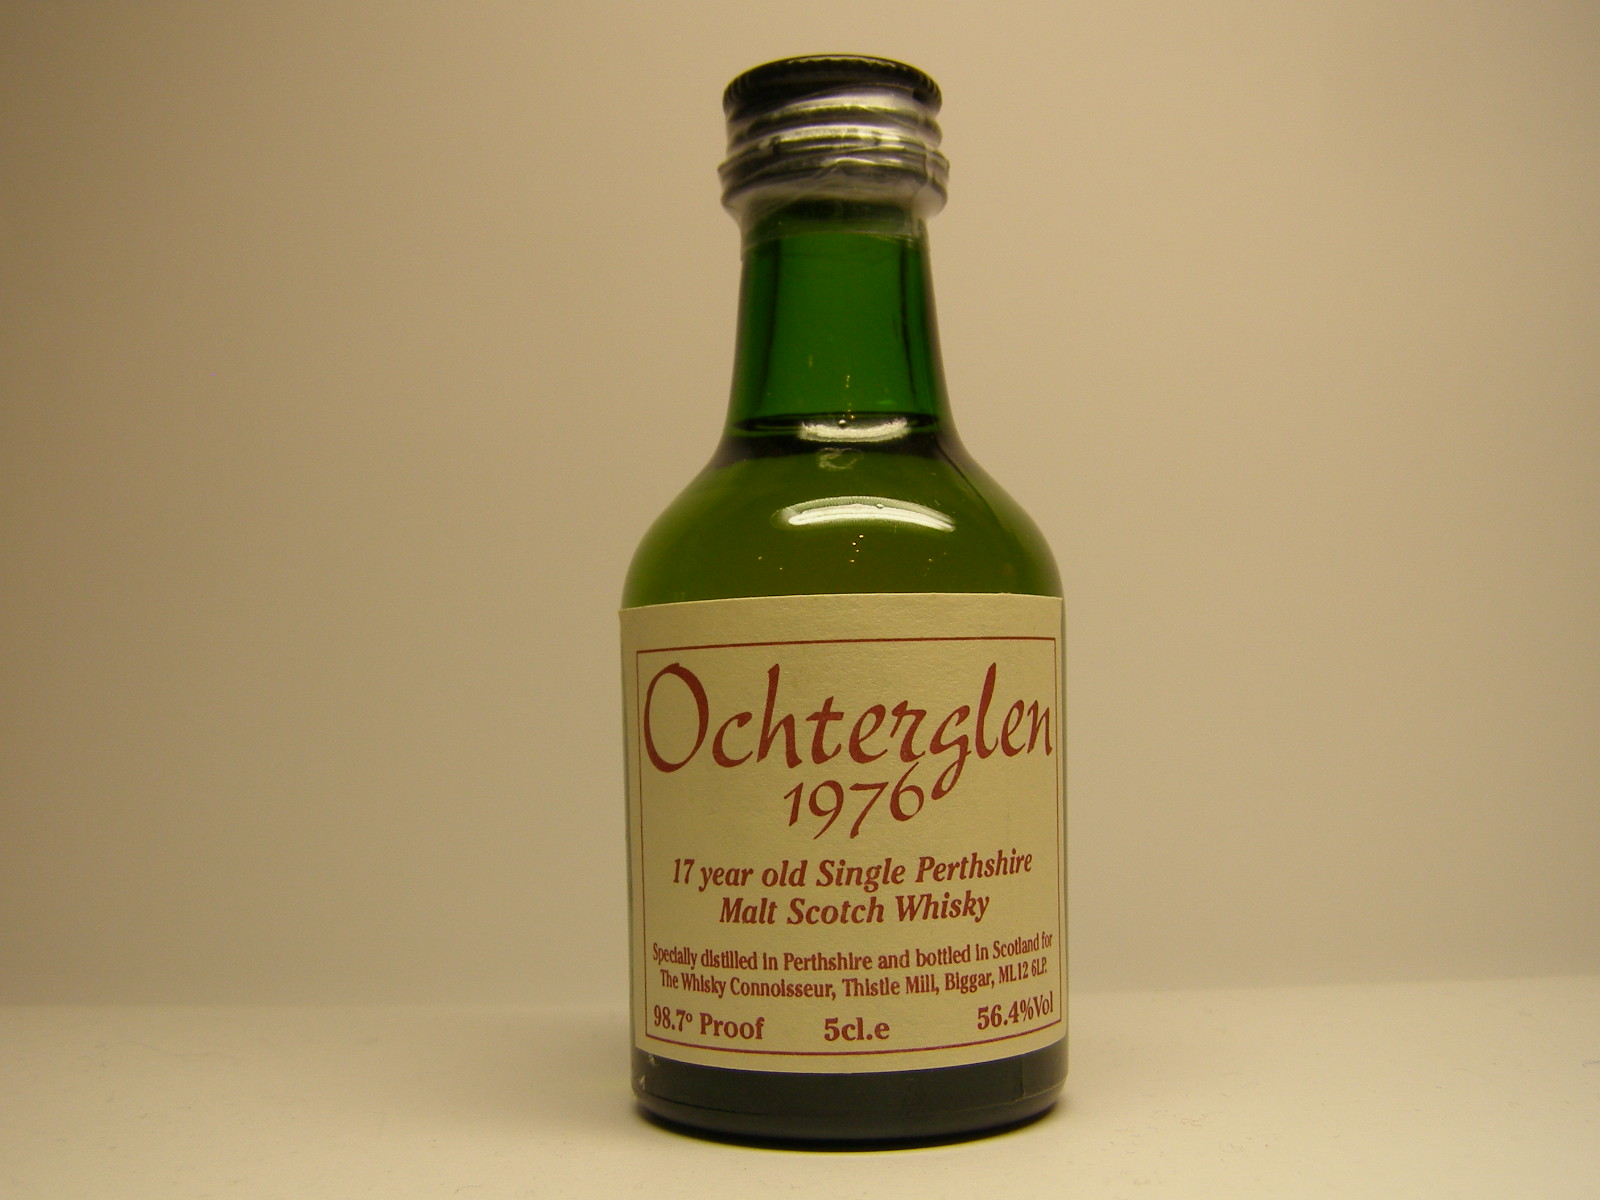 Ochterglen
1976
17 year old Single Perthshire
Malt Scotch Whisky
Specially distilled in Perthshire and bottled in Scotland for
The Whisky Connoisseur, Thistle Mill, Biggar, ML12 6LP.
98.7º Proof 5cl.e 56.4%Vol